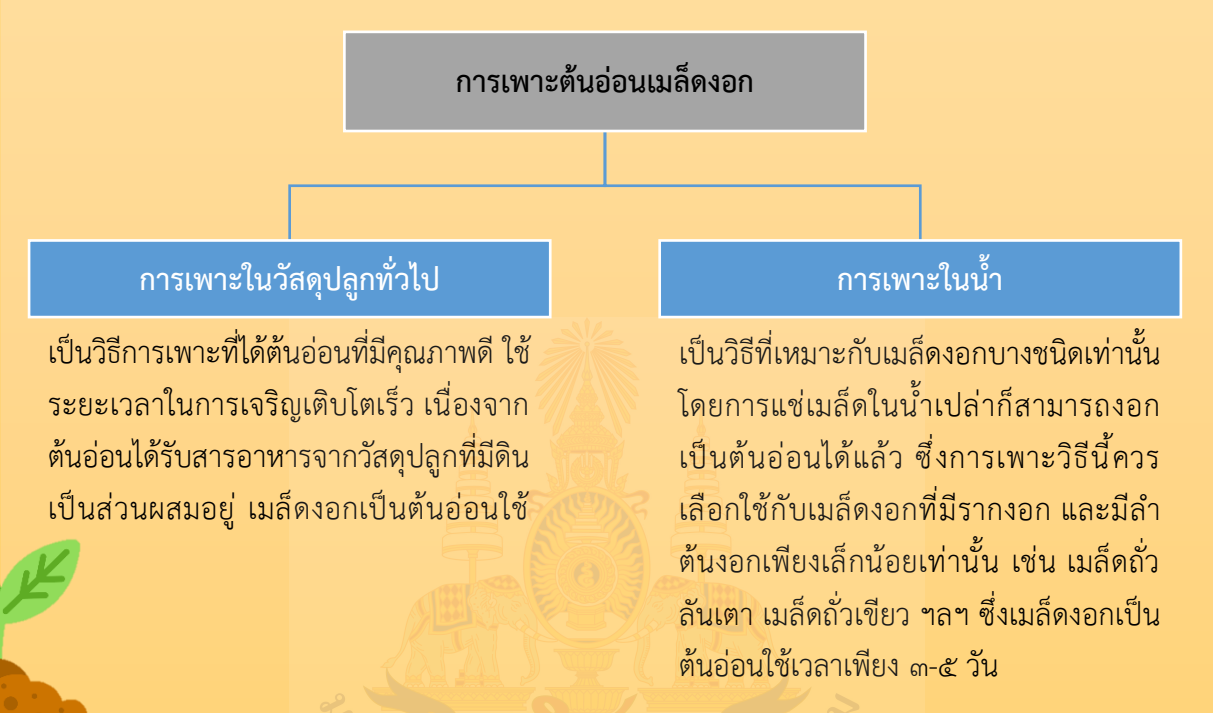 การเพาะต้นอ่อนเมล็ดงอก
การเพาะในวัสดุปลูกทั่วไป
เป็นวิธีการเพาะที่ได้ต้นอ่อนที่มีคุณภาพดี ใช้
ระยะเวลาในการเจริญเติบโตเร็ว เนื่องจาก
ต้นอ่อนได้รับสารอาหารจากวัสดุปลูกที่มีดิน
เป็นส่วนผสมอยู่ เมล็ดงอกเป็นต้นอ่อนใช้
การเพาะในน้ำ
เป็นวิธีที่เหมาะกับเมล็ดงอกบางชนิดเท่านั้น
โดยการแช่เมล็ดในน้ำเปล่าก็สามารถงอก
เป็นต้นอ่อนได้แล้ว ซึ่งการเพาะวิธีนี้ควร
เลือกใช้กับเมล็ดงอกที่มีรากงอก และมีลำ
ต้นงอกเพียงเล็กน้อยเท่านั้น เช่น เมล็ดถั่ว
ลันเตา เมล็ดถั่วเขียว ฯลฯ ซึ่งเมล็ดงอกเป็น
ต้นอ่อนใช้เวลาเพียง ๓-๕ วัน